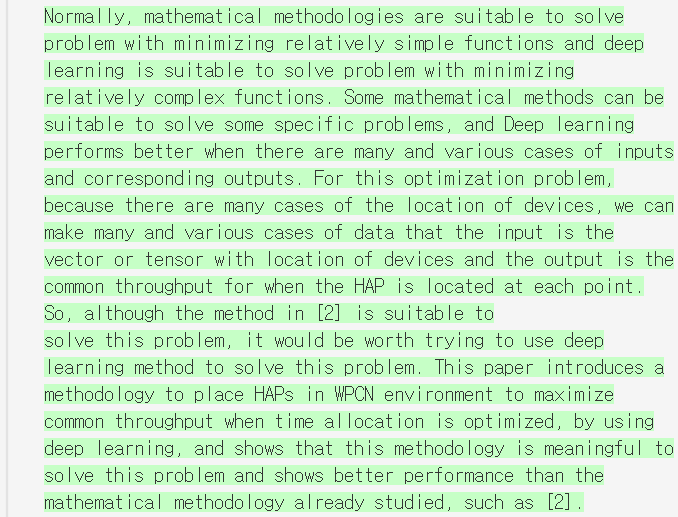 Normally, mathematical methodologies are suitable to solve
problem with minimizing relatively simple functions and deep
learning is suitable to solve problem with minimizing
relatively complex functions. Some mathematical methods can be
suitable to solve some specific problems, and Deep learning
performs better when there are many and various cases of inputs
and corresponding outputs. For this optimization problem,
because there are many cases of the location of devices, we can
make many and various cases of data that the input is the
vector or tensor with location of devices and the output is the
common throughput for when the HAP is located at each point.
So, although the method in [2] is suitable to
solve this problem, it would be worth trying to use deep
learning method to solve this problem. This paper introduces a
methodology to place HAPs in WPCN environment to maximize
common throughput when time allocation is optimized, by using
deep learning, and shows that this methodology is meaningful to
solve this problem and shows better performance than the
mathematical methodology already studied, such as [2].